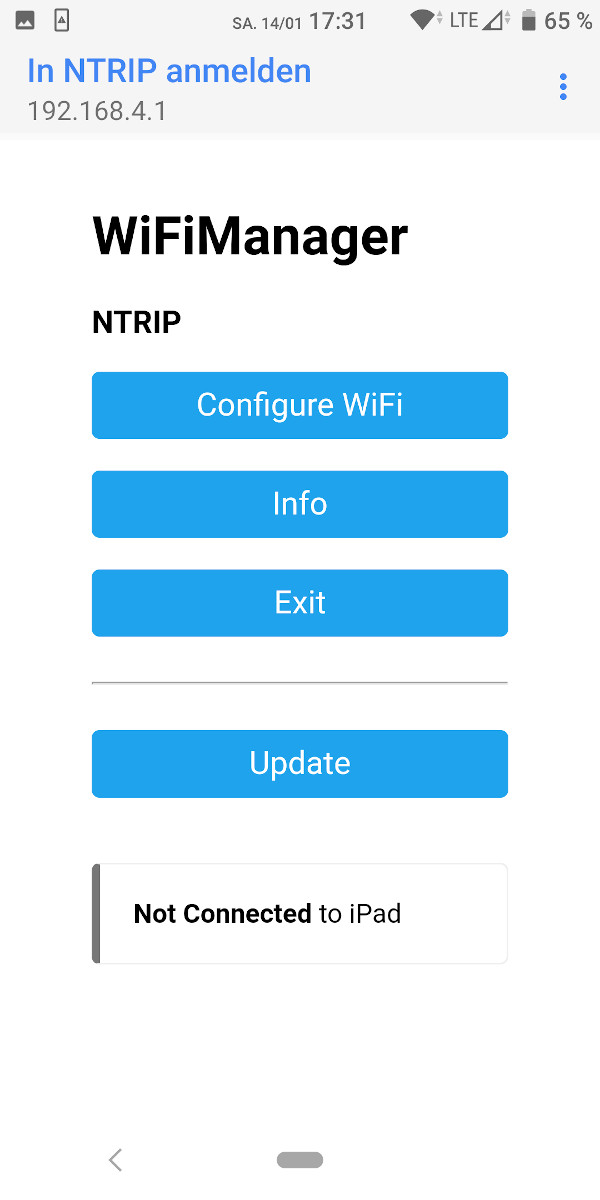 SA. 14/01 17:31 LTE 65 %
In NTRIP anmelden
192.168.4.1
WiFiManager
NTRIP
Configure WiFi
Info
Exit
Update
Not Connected to iPad